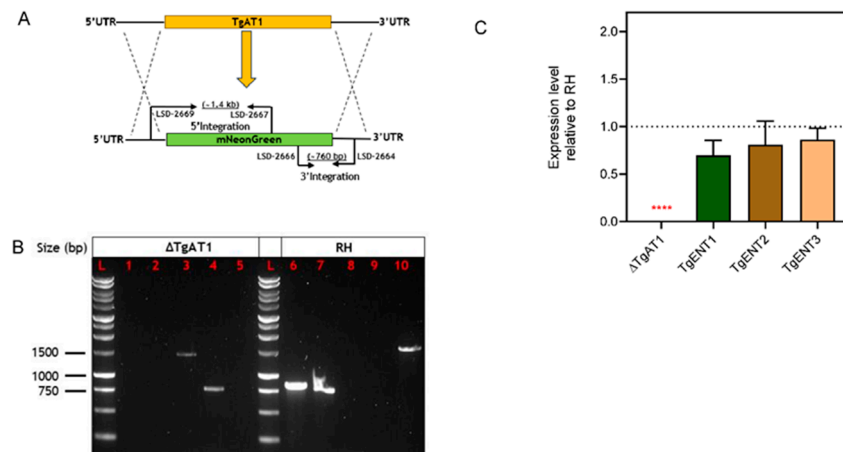 A
5'UTR
TgAT1
3'UTR
(~1.4 kb)
LSD-2669
LSD-2667
5'Integration
5'UTR
mNeonGreen
3'UTR
LSD-2666
(~760 bp)
LSD-2664
3'Integration
B
Size (bp)
ΔTgAT1
RH
L 1 2 3 4 5 L 6 7 8 9 10
1500
1000
750
C
Expression level
relative to RH
2.0
1.5
1.0
0.5
0.0
****
ΔTgAT1
TgENT1
TgENT2
TgENT3